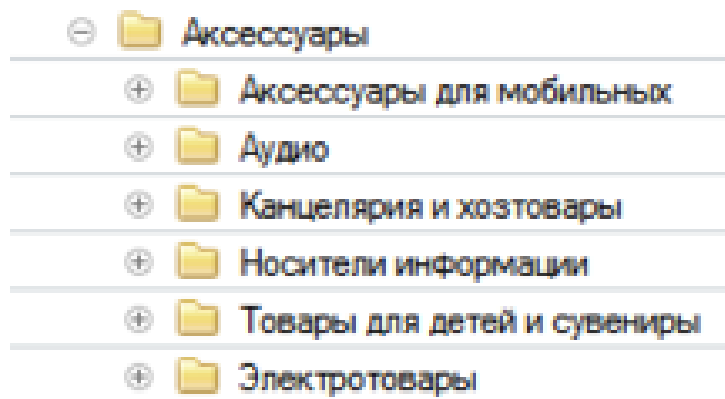 Аксессуары
Аксессуары для мобильных
Аудио
Канцелярия и хозтовары
Носители информации
Товары для детей и сувениры
Электротовары